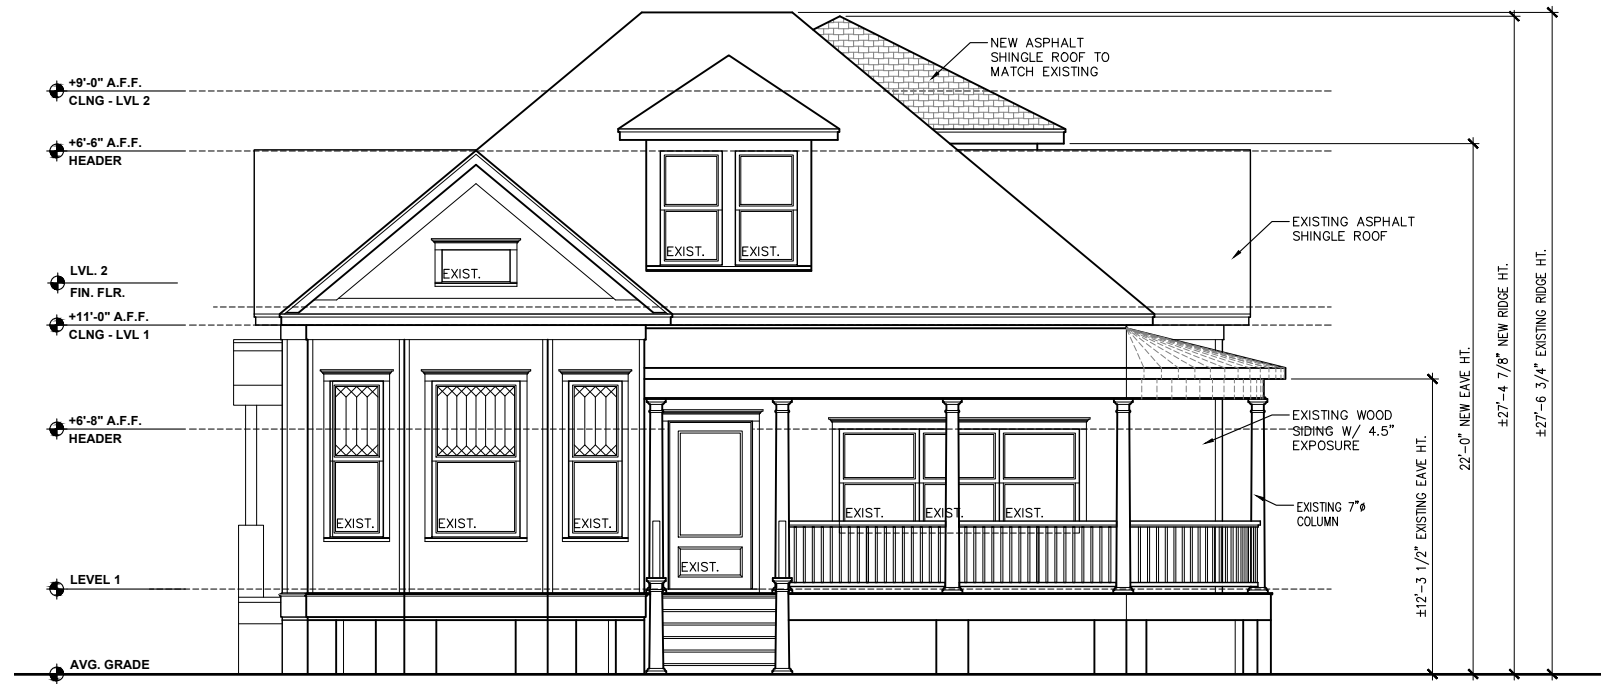 +9'-0" A.F.F.
CLNG - LVL 2
+6'-6" A.F.F.
HEADER
LVL. 2
FIN. FLR.
+11'-0" A.F.F.
CLNG - LVL 1
+6'-8" A.F.F.
HEADER
LEVEL 1
AVG. GRADE
NEW ASPHALT
SHINGLE ROOF TO
MATCH EXISTING
EXISTING ASPHALT
SHINGLE ROOF
EXISTING WOOD
SIDING W/ 4.5"
EXPOSURE
EXISTING 7"ø
COLUMN
EXIST.
EXIST.
EXIST.
EXIST.
EXIST.
EXIST.
EXIST.
EXIST.
EXIST.
EXIST.
±12'-3 1/2" EXISTING EAVE HT.
22'-0" NEW EAVE HT.
±27'-4 7/8" NEW RIDGE HT.
±27'-6 3/4" EXISTING RIDGE HT.